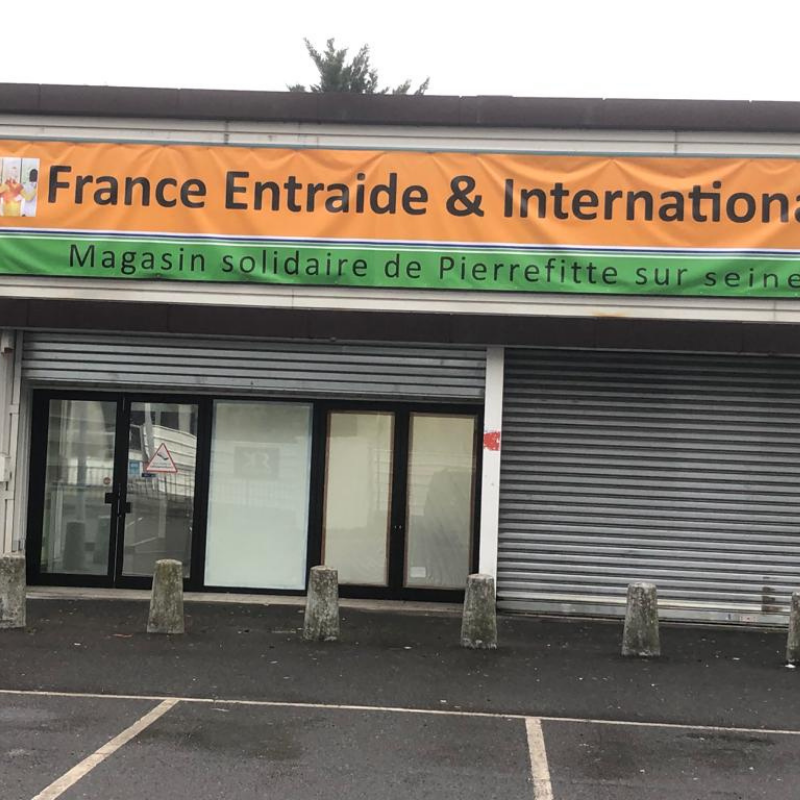 France Entraide & Internationa
Magasin solidaire de Pierrefitte sur seine